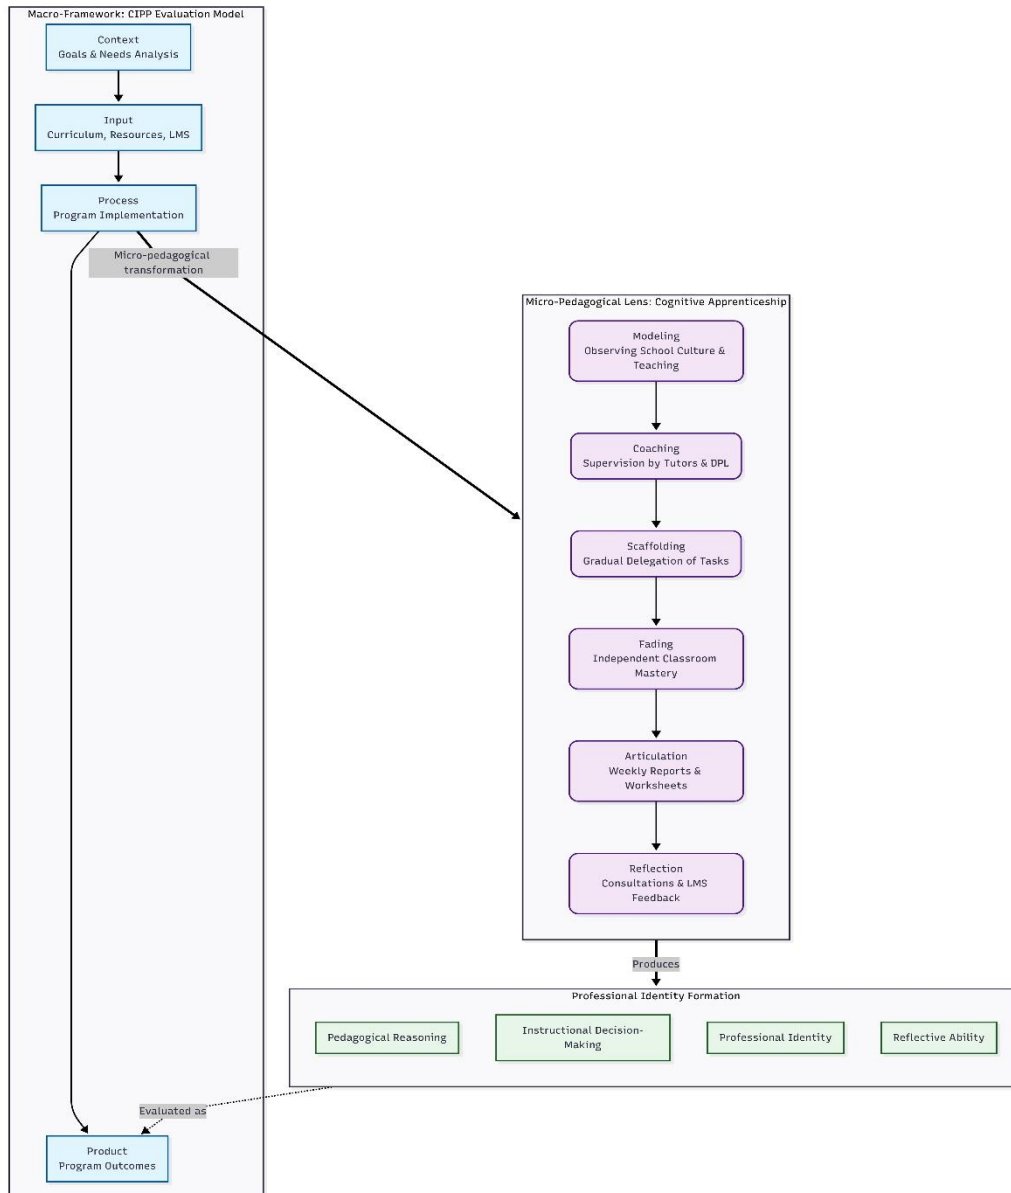 Macro-Framework: CIPP Evaluation Model
Context
Goals & Needs Analysis
Input
Curriculum, Resources, LMS
Process
Program Implementation
Micro-pedagogical
transformation
Micro-Pedagogical Lens: Cognitive Apprenticeship
Modeling
Observing School Culture &
Teaching
Coaching
Supervision by Tutors & DPL
Scaffolding
Gradual Delegation of Tasks
Fading
Independent Classroom
Mastery
Articulation
Weekly Reports &
Worksheets
Reflection
Consultations & LMS
Feedback
Produces
Professional Identity Formation
Pedagogical Reasoning
Instructional Decision-
Making
Professional Identity
Reflective Ability
Evaluated as
Product
Program Outcomes